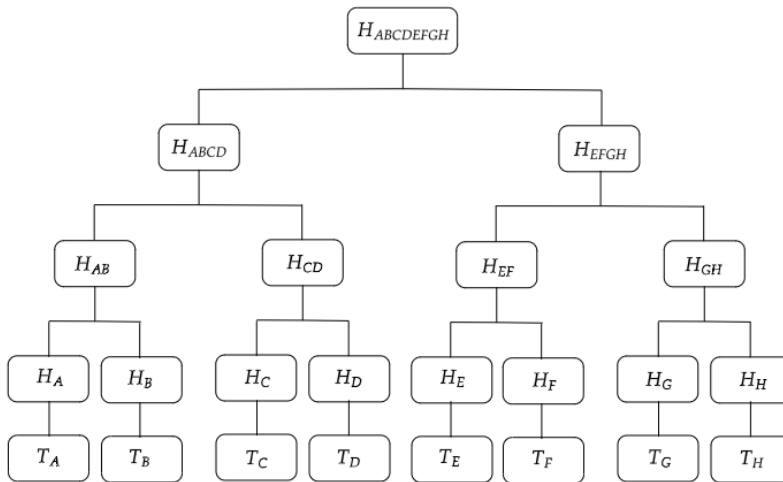 H_ABCDEFGH
H_ABCD H_EFGH
H_AB H_CD H_EF H_GH
H_A H_B H_C H_D H_E H_F H_G H_H
T_A T_B T_C T_D T_E T_F T_G T_H